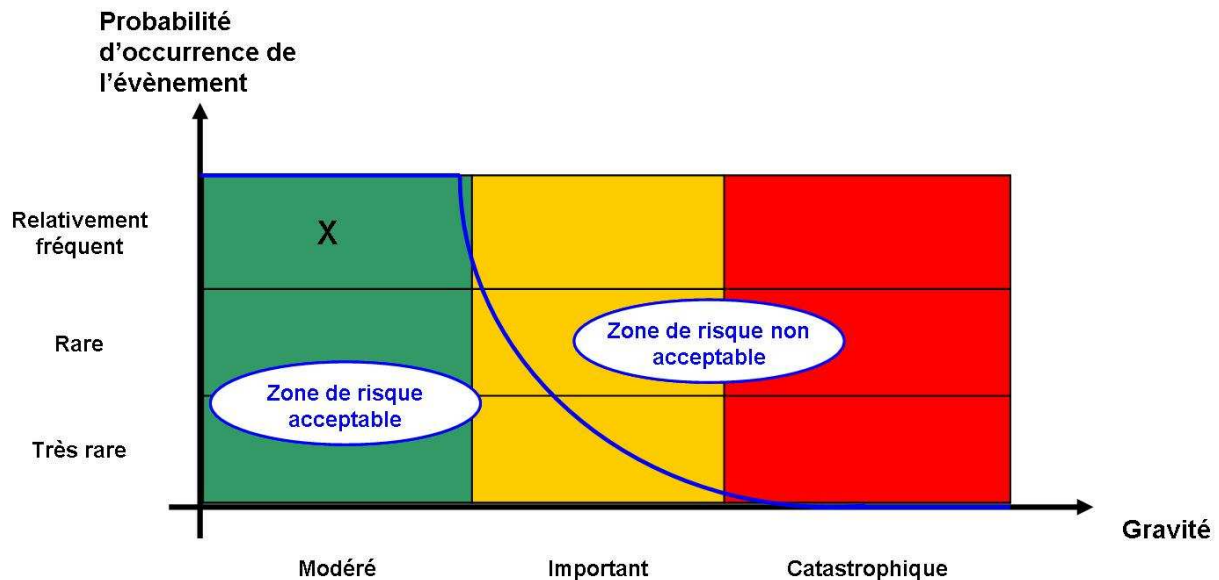 Probabilité
d'occurrence de
l'évènement
Relativement
fréquent
X
Rare
Zone de risque non
acceptable
Zone de risque
acceptable
Très rare
Gravité
Modéré
Important
Catastrophique